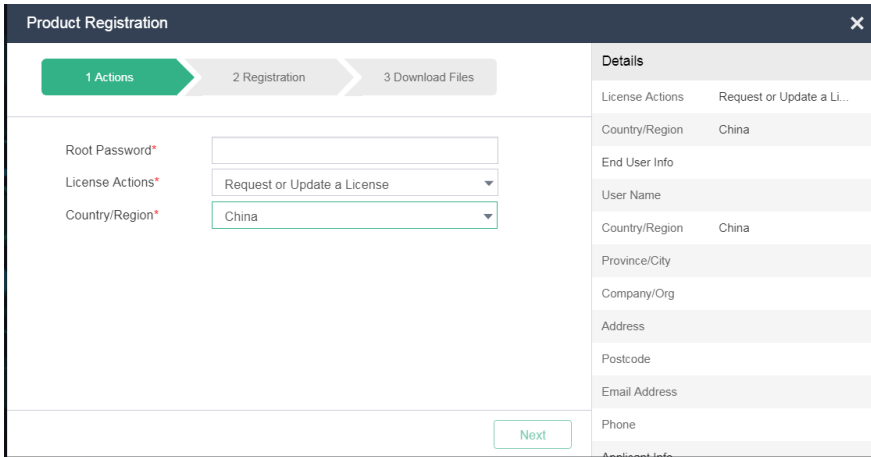 Product Registration
1 Actions
2 Registration
3 Download Files
Root Password*
License Actions*
Request or Update a License
Country/Region*
China
Next
Details
License Actions Request or Update a Li...
Country/Region China
End User Info
User Name
Country/Region China
Province/City
Company/Org
Address
Postcode
Email Address
Phone
Applicant Info